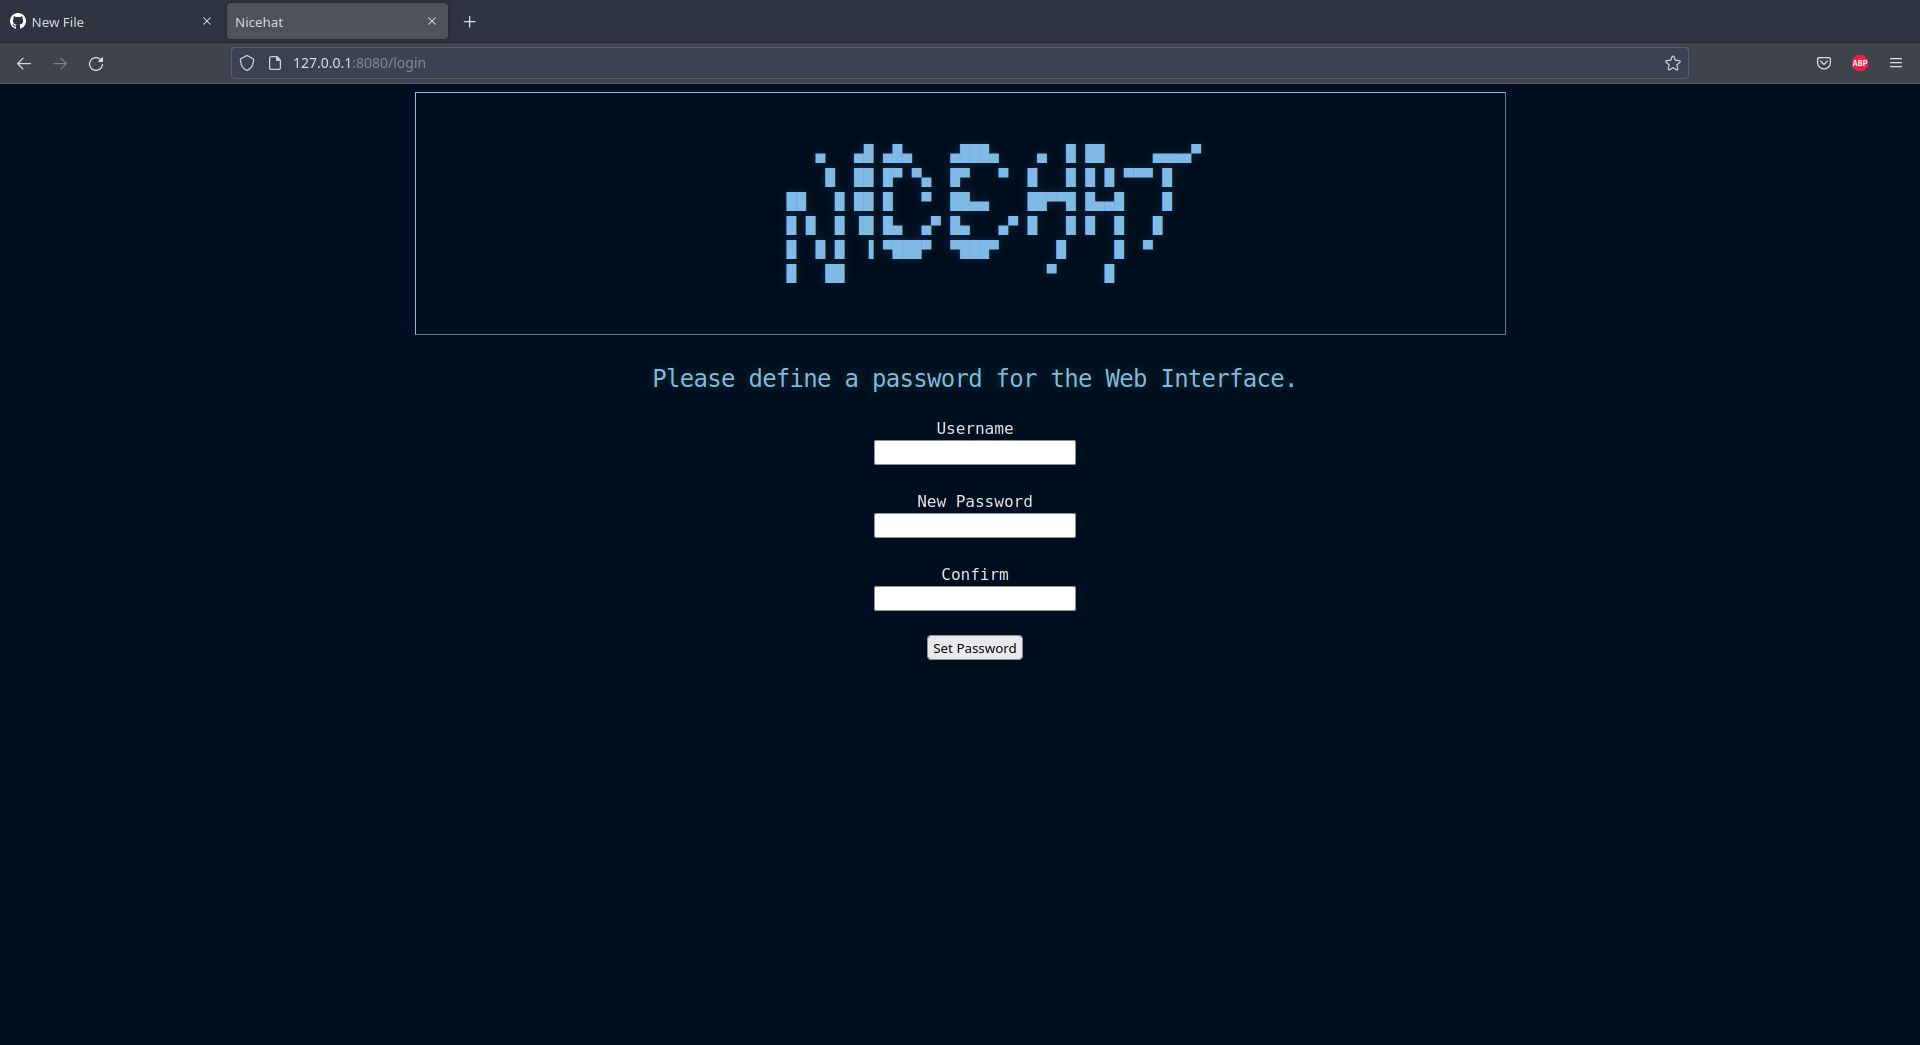 New File
Nicehat
127.0.0.1:8080/login
ABP
NICEHAT
Please define a password for the Web Interface.
Username
New Password
Confirm
Set Password